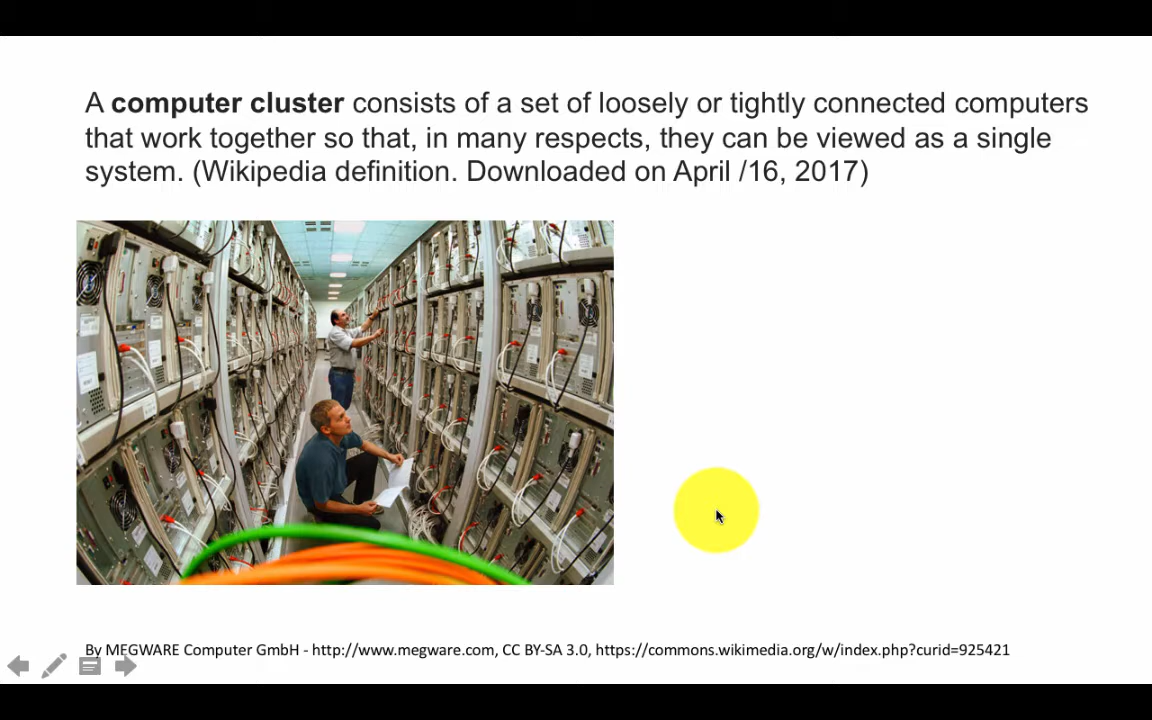 A computer cluster consists of a set of loosely or tightly connected computers
that work together so that, in many respects, they can be viewed as a single
system. (Wikipedia definition. Downloaded on April /16, 2017)
By MEGWARE Computer GmbH - http://www.megware.com, CC BY-SA 3.0, https://commons.wikimedia.org/w/index.php?curid=925421